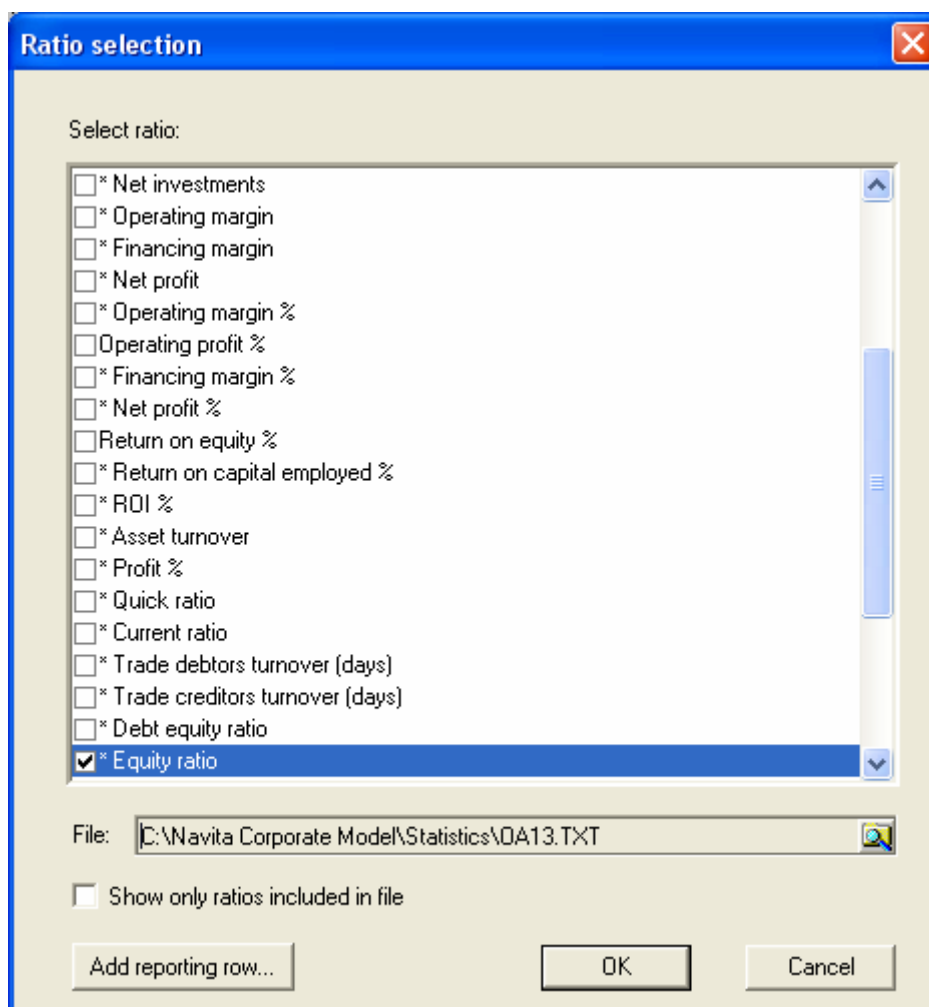 Ratio selection
Select ratio:
* Net investments
* Operating margin
* Financing margin
* Net profit
* Operating margin %
Operating profit %
* Financing margin %
* Net profit %
Return on equity %
* Return on capital employed %
* ROI %
* Asset turnover
* Profit %
* Quick ratio
* Current ratio
* Trade debtors turnover (days)
* Trade creditors turnover (days)
* Debt equity ratio
* Equity ratio
File: C:\Navita Corporate Model\Statistics\OA13.TXT
Show only ratios included in file
Add reporting row... OK Cancel